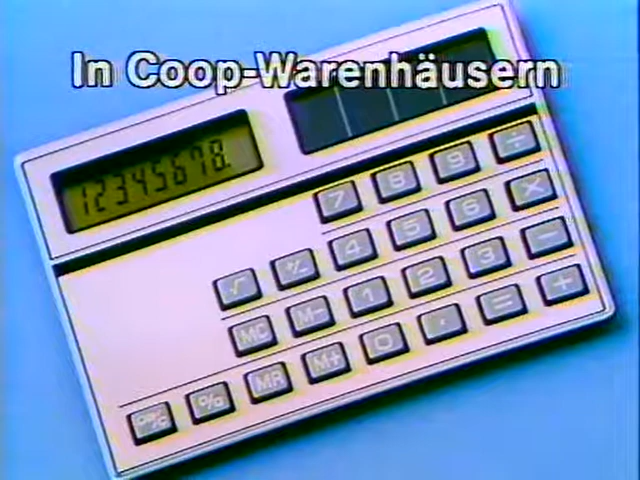 In Coop-Warenhäusern
12345678.
7 8 9 ÷
4 5 6 ×
√ +/- 1 2 3 −
MC M− 0 . = +
% MR M+